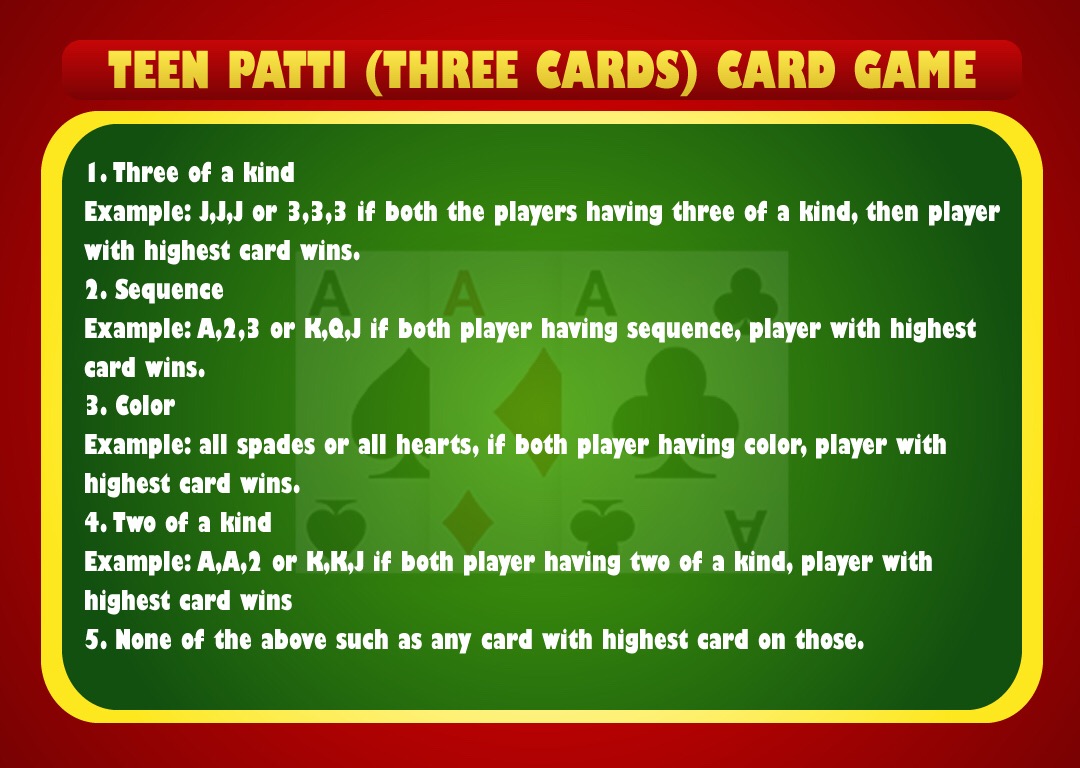 TEEN PATTI (THREE CARDS) CARD GAME
1. Three of a kind
Example: J,J,J or 3,3,3 if both the players having three of a kind, then player
with highest card wins.
2. Sequence
Example: A,2,3 or K,Q,J if both player having sequence, player with highest
card wins.
3. Color
Example: all spades or all hearts, if both player having color, player with
highest card wins.
4. Two of a kind
Example: A,A,2 or K,K,J if both player having two of a kind, player with
highest card wins
5. None of the above such as any card with highest card on those.
A A A
A